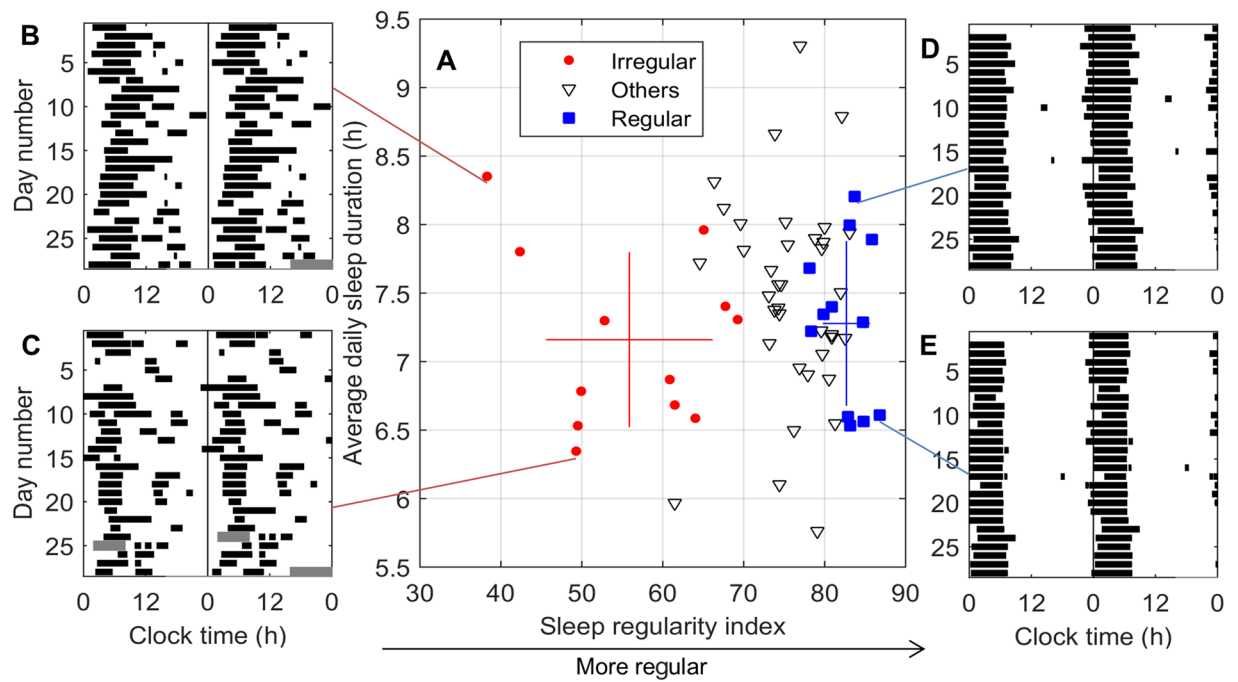 B
Day number
5
10
15
20
25
0 12 0 12 0
C
Day number
5
10
15
20
25
0 12 0 12 0
Clock time (h)
A
Irregular
Others
Regular
Average daily sleep duration (h)
9.5
9
8.5
8
7.5
7
6.5
6
5.5
30 40 50 60 70 80 90
Sleep regularity index
More regular
D
5
10
15
20
25
0 12 0 12 0
E
5
10
15
20
25
0 12 0 12 0
Clock time (h)